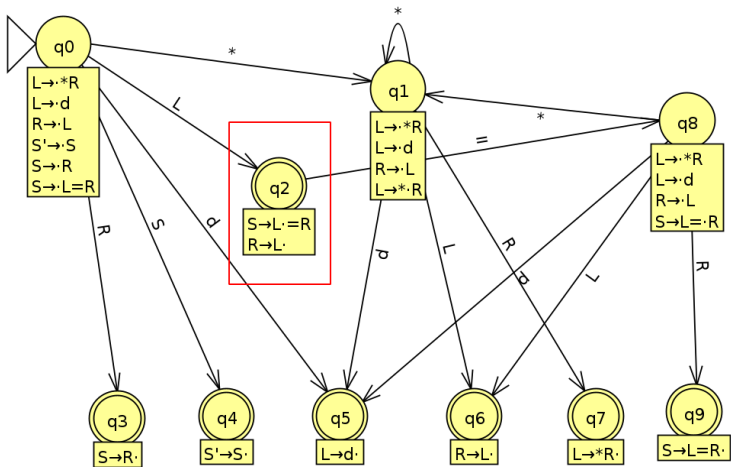 q0
L→·*R
L→·d
R→·L
S'→·S
S→·R
S→·L=R
*
L
q2
S→L·=R
R→L·
*
q1
L→·*R
L→·d
R→·L
L→*·R
=
*
q8
L→·*R
L→·d
R→·L
S→L=·R
R
S
d
d
L
R
d
L
R
q3
S→R·
q4
S'→S·
q5
L→d·
q6
R→L·
q7
L→*R·
q9
S→L=R·